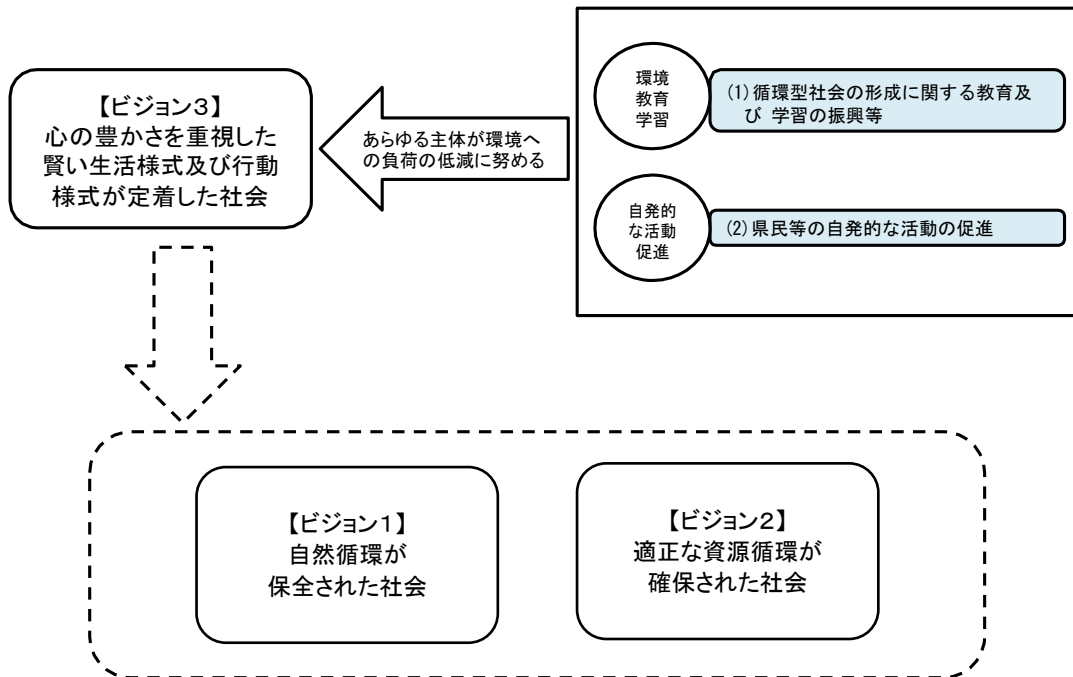 【ビジョン３】
心の豊かさを重視した
賢い生活様式及び行動
様式が定着した社会
あらゆる主体が環境へ
の負荷の低減に努める
環境
教育
学習
(1)循環型社会の形成に関する教育及
び 学習の振興等
自発的
な活動
促進
(2)県民等の自発的な活動の促進
【ビジョン１】
自然循環が
保全された社会
【ビジョン２】
適正な資源循環が
確保された社会